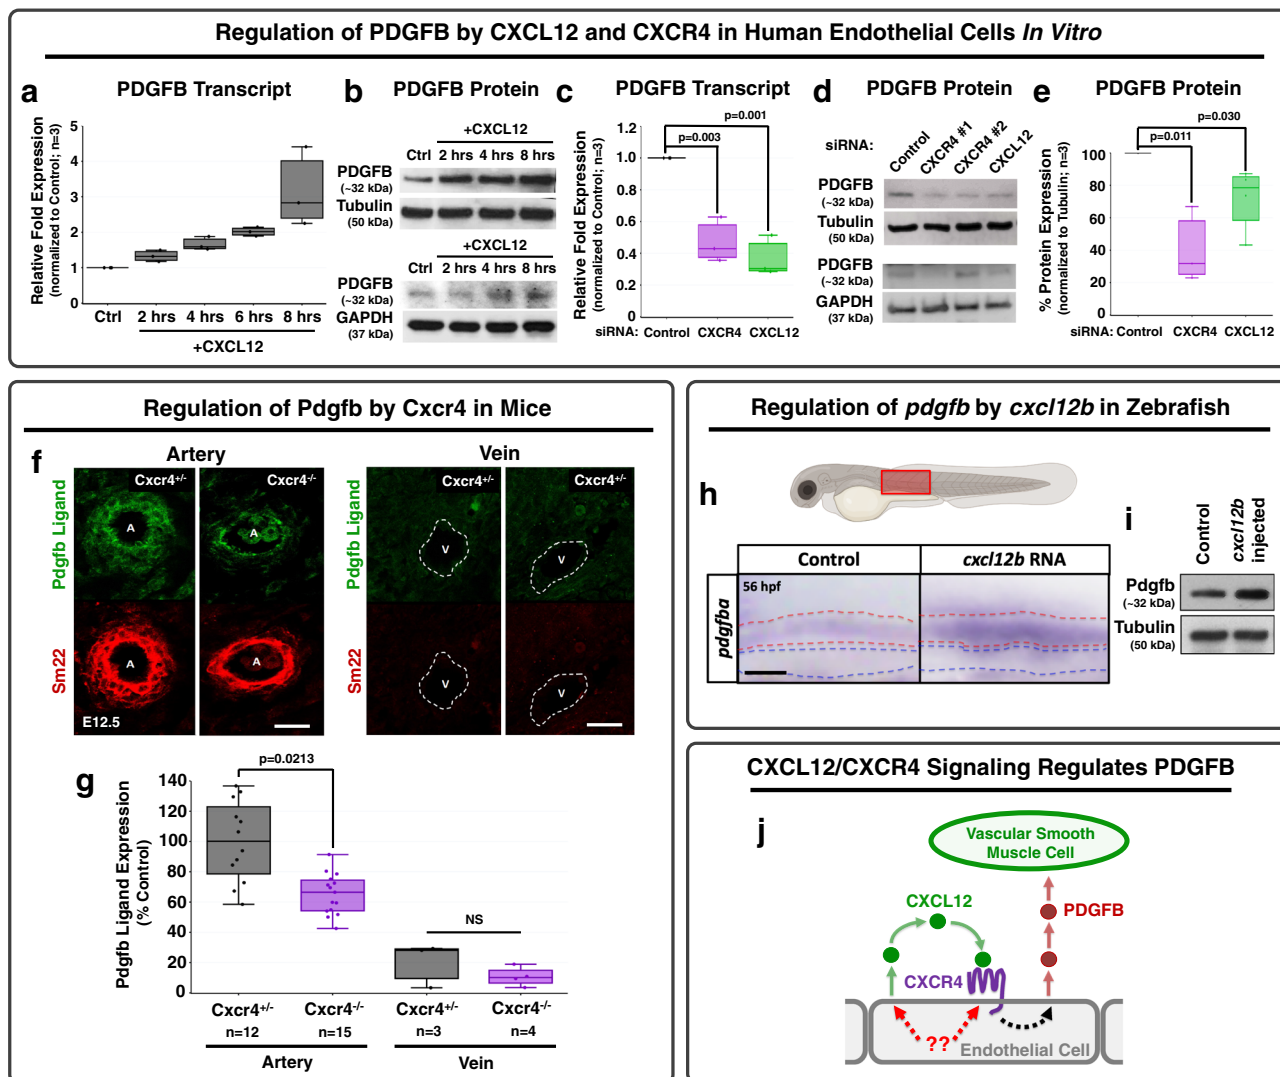 Regulation of PDGFB by CXCL12 and CXCR4 in Human Endothelial Cells In Vitro
a
PDGFB Transcript
Relative Fold Expression
(normalized to Control; n=3)
5
4
3
2
1
0
Ctrl
2 hrs
4 hrs
6 hrs
8 hrs
+CXCL12
b
PDGFB Protein
+CXCL12
Ctrl 2 hrs 4 hrs 8 hrs
PDGFB
(~32 kDa)
Tubulin
(50 kDa)
+CXCL12
Ctrl 2 hrs 4 hrs 8 hrs
PDGFB
(~32 kDa)
GAPDH
(37 kDa)
c
PDGFB Transcript
Relative Fold Expression
(normalized to Control; n=3)
1.2
1.0
0.8
0.6
0.4
0.2
0
p=0.001
p=0.003
siRNA: Control CXCR4 CXCL12
d
PDGFB Protein
siRNA:
Control
CXCR4 #1
CXCR4 #2
CXCL12
PDGFB
(~32 kDa)
Tubulin
(50 kDa)
PDGFB
(~32 kDa)
GAPDH
(37 kDa)
e
PDGFB Protein
% Protein Expression
(normalized to Tubulin; n=3)
100
80
60
40
20
0
p=0.030
p=0.011
siRNA: Control CXCR4 CXCL12
Regulation of Pdgfb by Cxcr4 in Mice
f
Artery
Vein
Pdgfb Ligand
Sm22
Cxcr4+/-
A
Cxcr4-/-
A
A
E12.5
A
Pdgfb Ligand
Sm22
Cxcr4+/-
V
Cxcr4+/-
V
V
V
g
Pdgfb Ligand Expression
(% Control)
140
120
100
80
60
40
20
0
p=0.0213
NS
Cxcr4+/- Cxcr4-/- Cxcr4+/- Cxcr4-/-
n=12 n=15 n=3 n=4
Artery Vein
Regulation of pdgfb by cxcl12b in Zebrafish
h
Control
cxcl12b RNA
pdgfba
56 hpf
i
Control
cxcl12b
injected
Pdgfb
(~32 kDa)
Tubulin
(50 kDa)
CXCL12/CXCR4 Signaling Regulates PDGFB
j
Vascular Smooth
Muscle Cell
CXCL12
PDGFB
CXCR4
??
Endothelial Cell